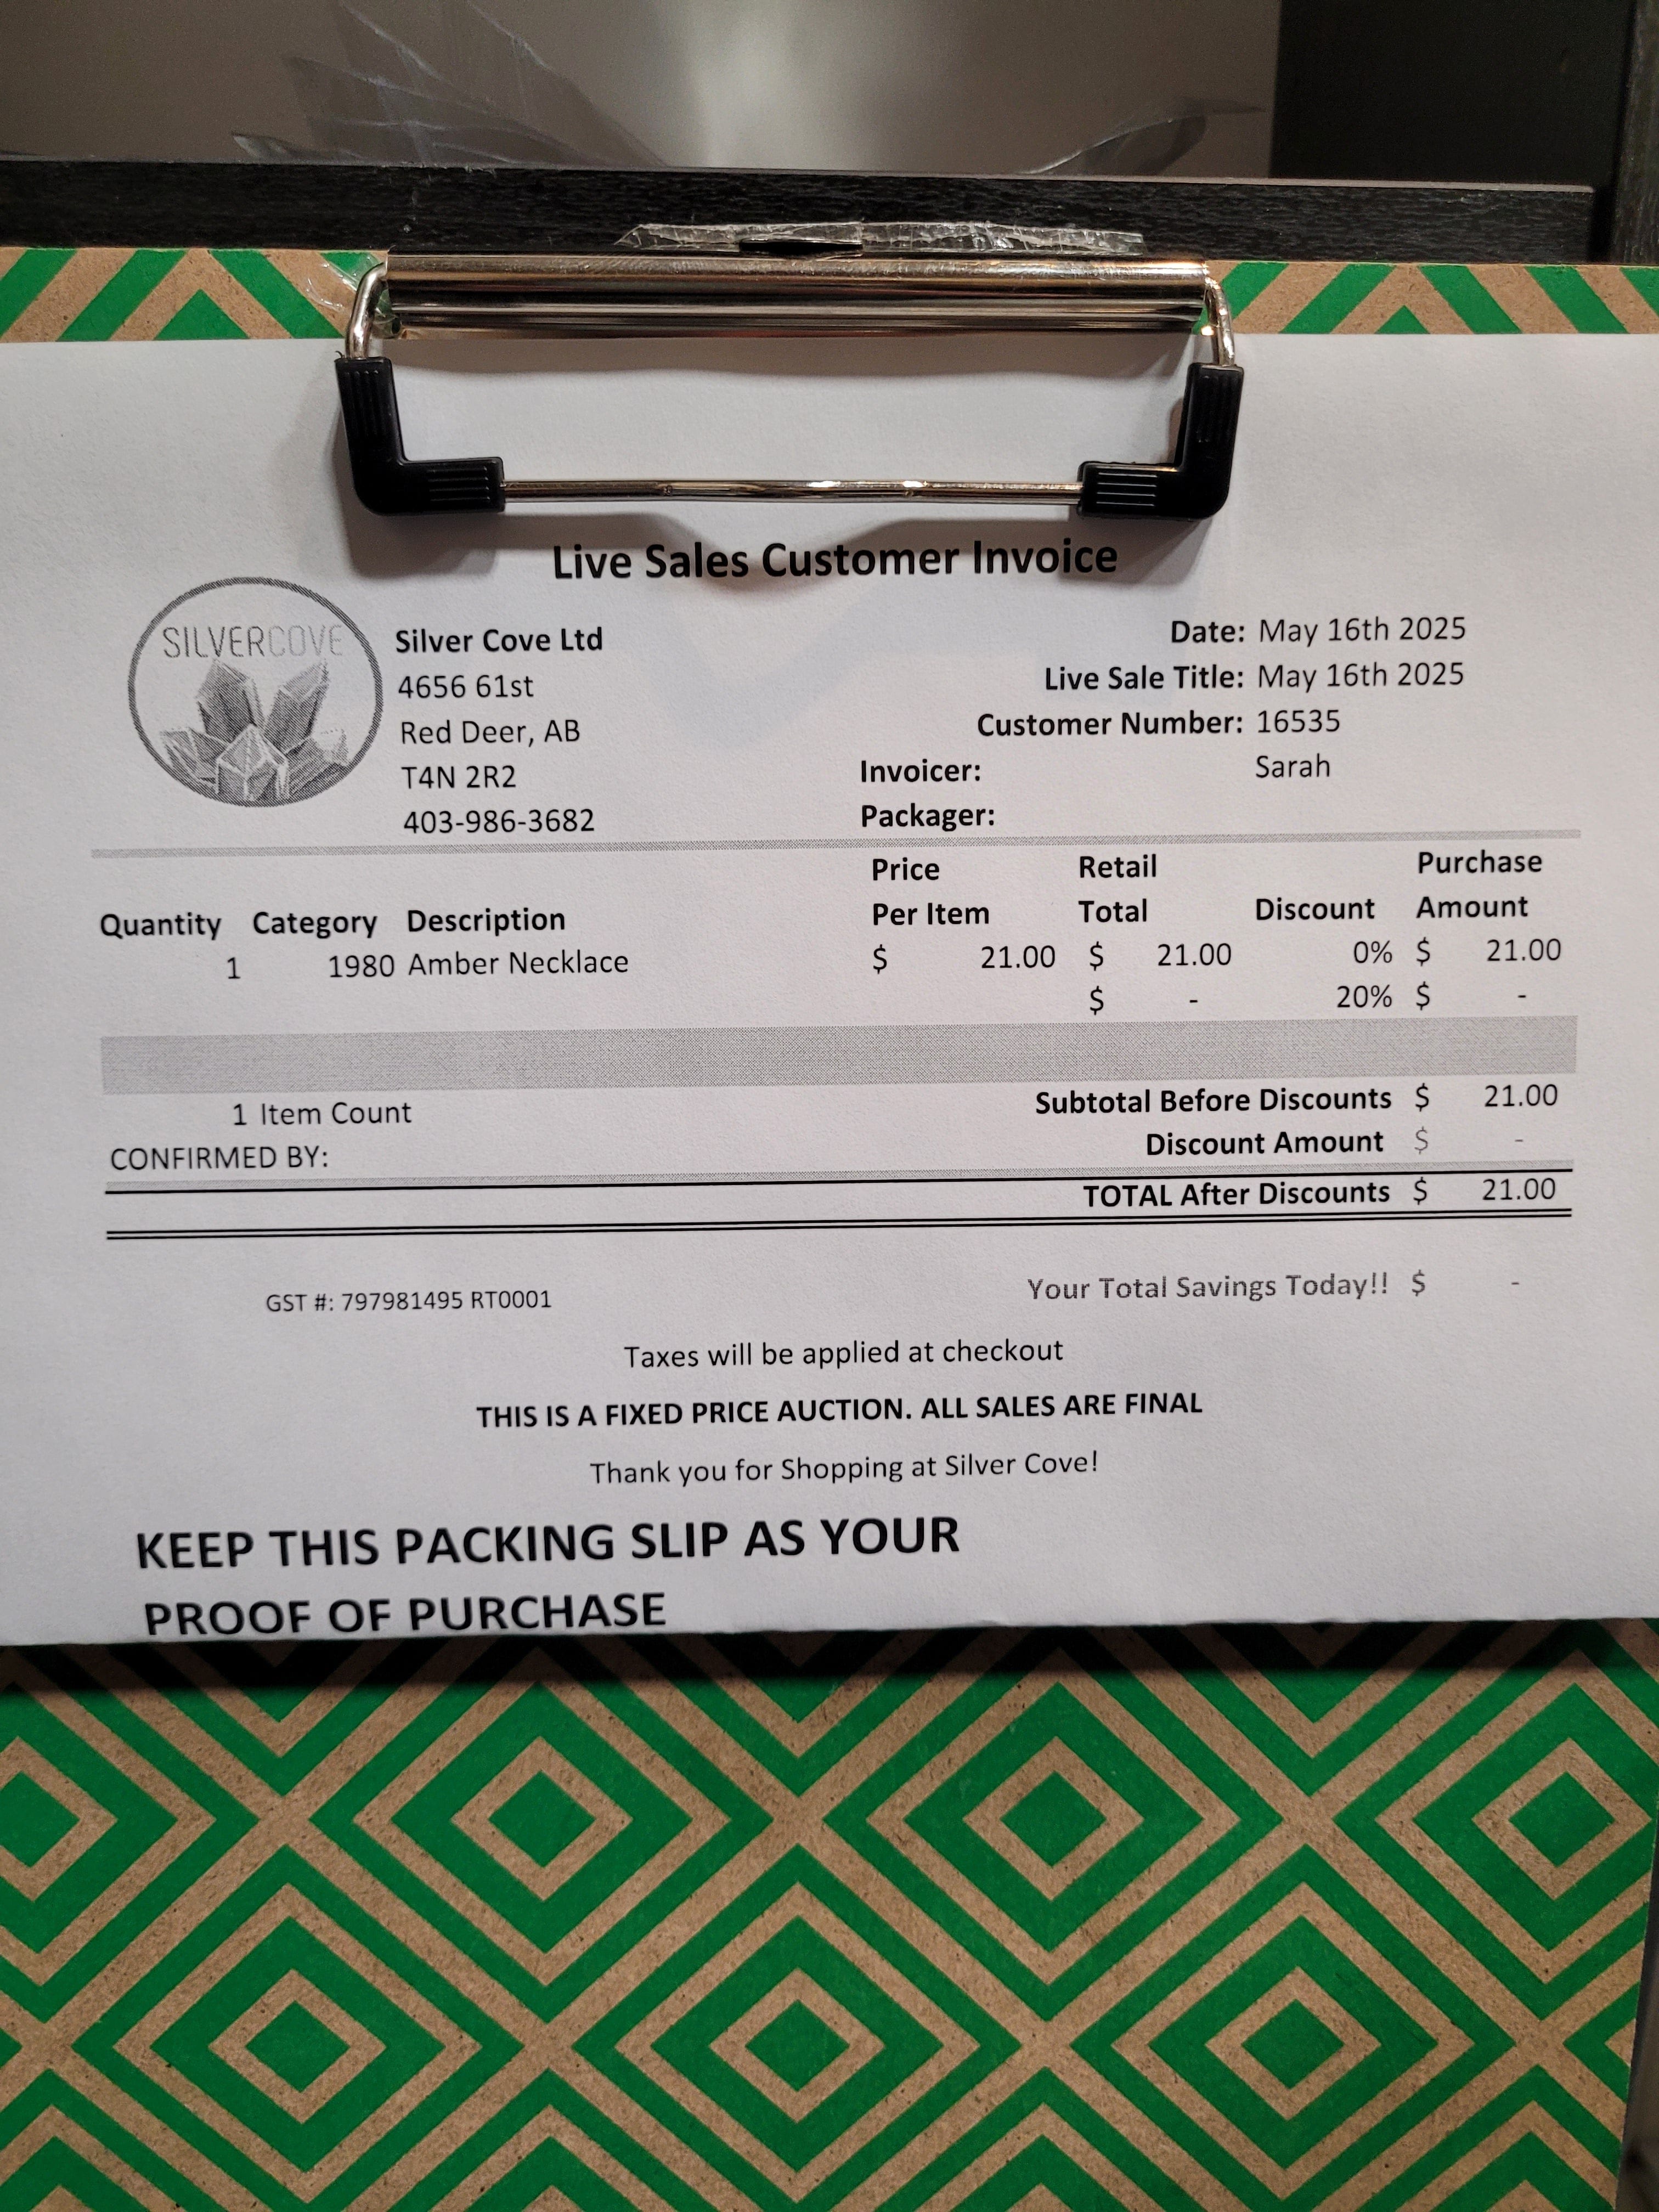 Live Sales Customer Invoice
SILVERCOVE
Silver Cove Ltd
4656 61st
Red Deer, AB
T4N 2R2
403-986-3682
Date: May 16th 2025
Live Sale Title: May 16th 2025
Customer Number: 16535
Invoicer: Sarah
Packager:
Quantity Category Description Price Per Item Retail Total Discount Purchase Amount
1 1980 Amber Necklace $ 21.00 $ 21.00 0% $ 21.00
$ - 20% $ -
1 Item Count
CONFIRMED BY:
Subtotal Before Discounts $ 21.00
Discount Amount $ -
TOTAL After Discounts $ 21.00
GST #: 797981495 RT0001
Your Total Savings Today!! $ -
Taxes will be applied at checkout
THIS IS A FIXED PRICE AUCTION. ALL SALES ARE FINAL
Thank you for Shopping at Silver Cove!
KEEP THIS PACKING SLIP AS YOUR
PROOF OF PURCHASE